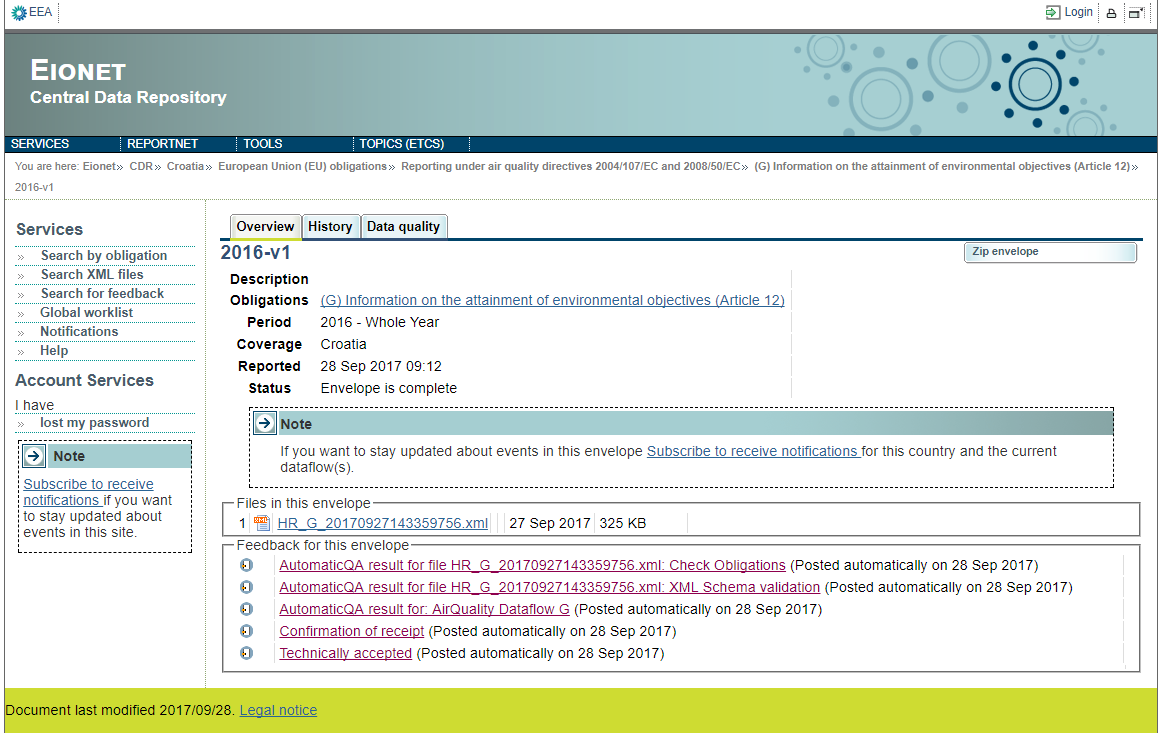 EEA
Login
EIONET
Central Data Repository
SERVICES REPORTNET TOOLS TOPICS (ETCS)
You are here: Eionet» CDR» Croatia» European Union (EU) obligations» Reporting under air quality directives 2004/107/EC and 2008/50/EC» (G) Information on the attainment of environmental objectives (Article 12)»
2016-v1
Services
» Search by obligation
» Search XML files
» Search for feedback
» Global worklist
» Notifications
» Help
Account Services
I have
» lost my password
Note
Subscribe to receive
notifications if you want
to stay updated about
events in this site.
Overview History Data quality
2016-v1
Zip envelope
Description
Obligations (G) Information on the attainment of environmental objectives (Article 12)
Period 2016 - Whole Year
Coverage Croatia
Reported 28 Sep 2017 09:12
Status Envelope is complete
Note
If you want to stay updated about events in this envelope Subscribe to receive notifications for this country and the current
dataflow(s).
Files in this envelope
1 XML HR_G_20170927143359756.xml 27 Sep 2017 325 KB
Feedback for this envelope
AutomaticQA result for file HR_G_20170927143359756.xml: Check Obligations (Posted automatically on 28 Sep 2017)
AutomaticQA result for file HR_G_20170927143359756.xml: XML Schema validation (Posted automatically on 28 Sep 2017)
AutomaticQA result for: AirQuality Dataflow G (Posted automatically on 28 Sep 2017)
Confirmation of receipt (Posted automatically on 28 Sep 2017)
Technically accepted (Posted automatically on 28 Sep 2017)
Document last modified 2017/09/28. Legal notice